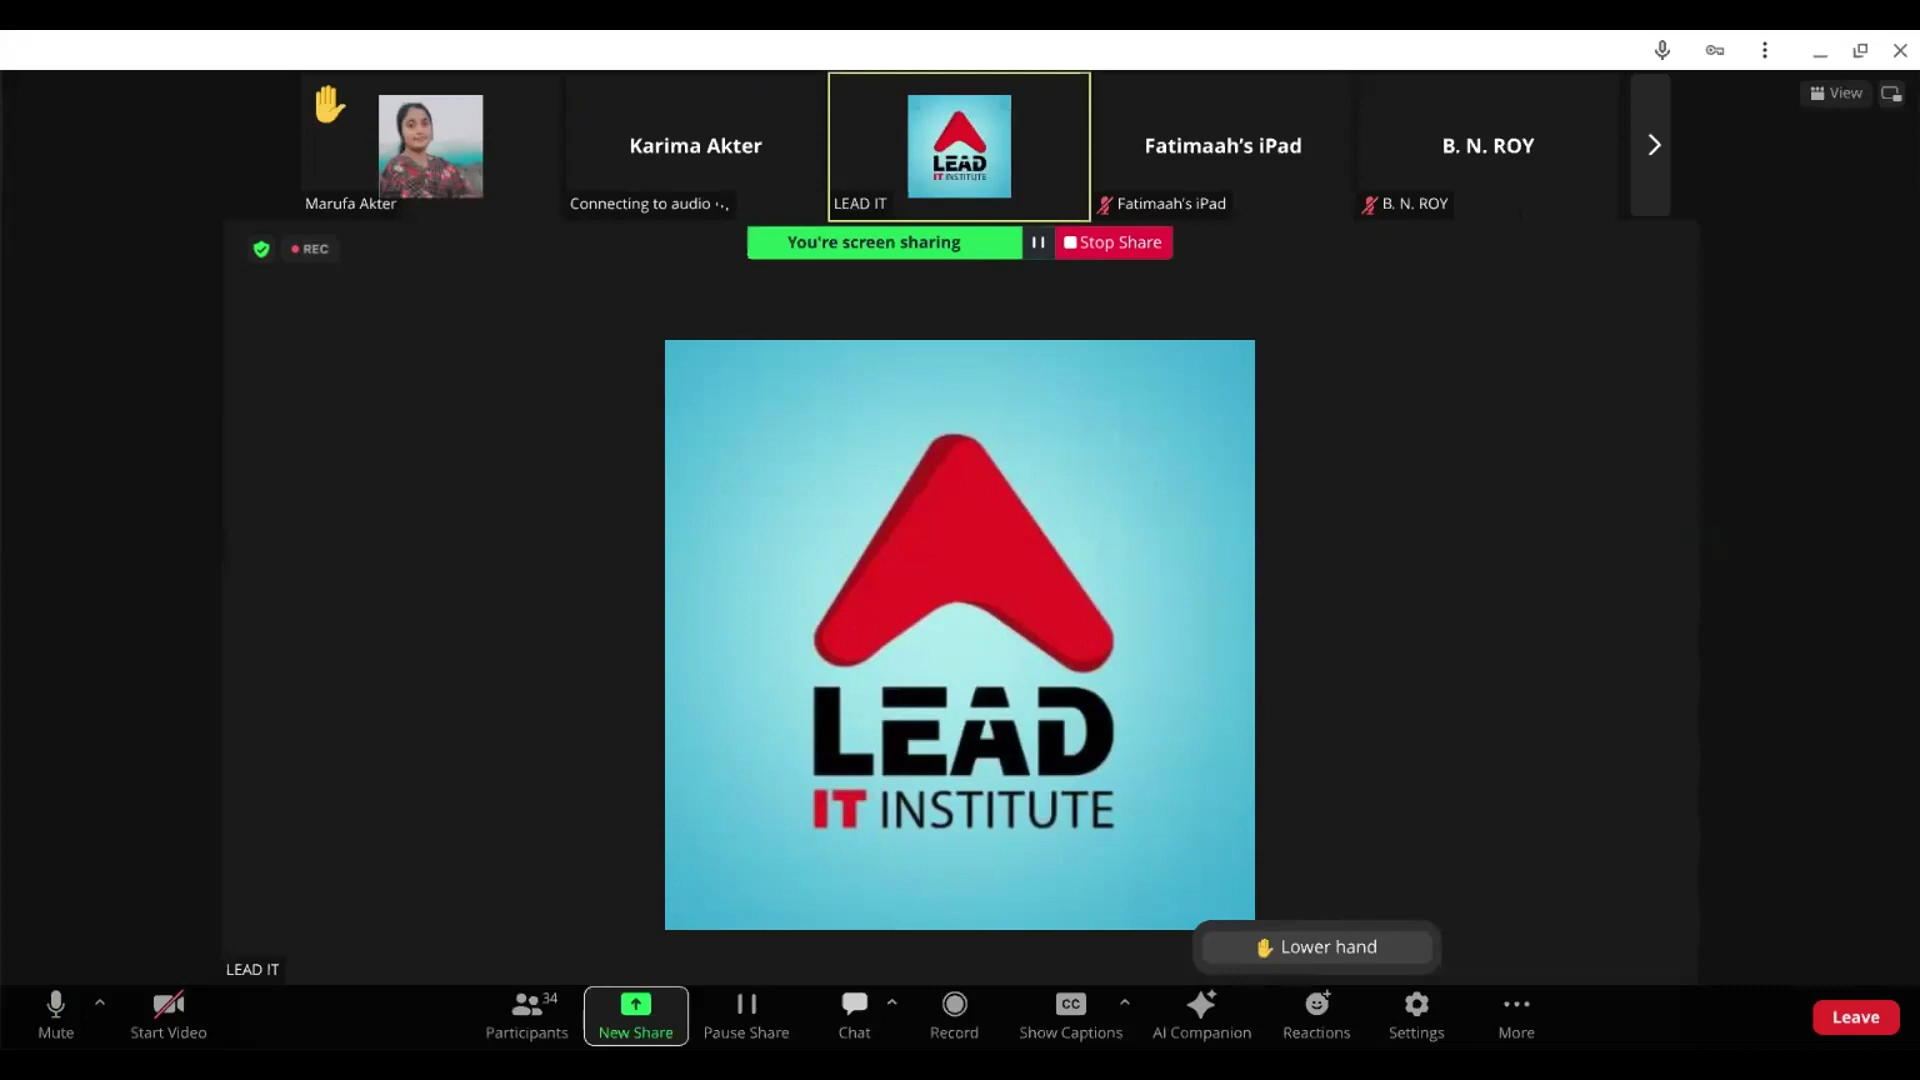 View
Karima Akter
LEAD
IT INSTITUTE
Fatimaah's iPad
B. N. ROY
Marufa Akter
Connecting to audio
LEAD IT
Fatimaah's iPad
B. N. ROY
REC
You're screen sharing
Stop Share
LEAD
IT INSTITUTE
Lower hand
LEAD IT
34
Mute
Start Video
Participants
New Share
Pause Share
Chat
Record
CC
Show Captions
AI Companion
Reactions
Settings
More
Leave